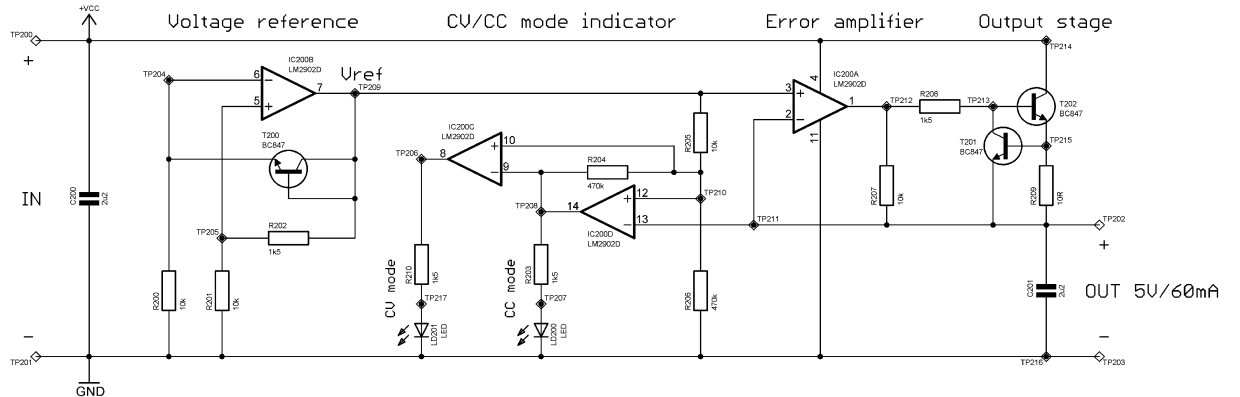 +VCC
Voltage reference
CV/CC mode indicator
Error amplifier
Output stage
TP200
+
IC200B
LM2902D
TP204
6
5
7
Vref
TP209
T200
BC847
TP205
R202
1k5
IN
C200
2u2
R200
10k
R201
10k
-
TP201
GND
IC200C
LM2902D
TP206
8
10
9
R204
470k
R205
10k
TP208
14
12
13
IC200D
LM2902D
TP210
TP211
CV mode
R210
1k5
TP217
LD201
LED
CC mode
R203
1k5
TP207
LD200
LED
R206
470k
IC200A
LM2902D
3
2
4
11
1
TP212
R208
1k5
TP213
TP214
T202
BC847
TP215
T201
BC847
R207
10k
R209
10R
TP202
+
C201
2u2
OUT 5V/60mA
-
TP216
TP203